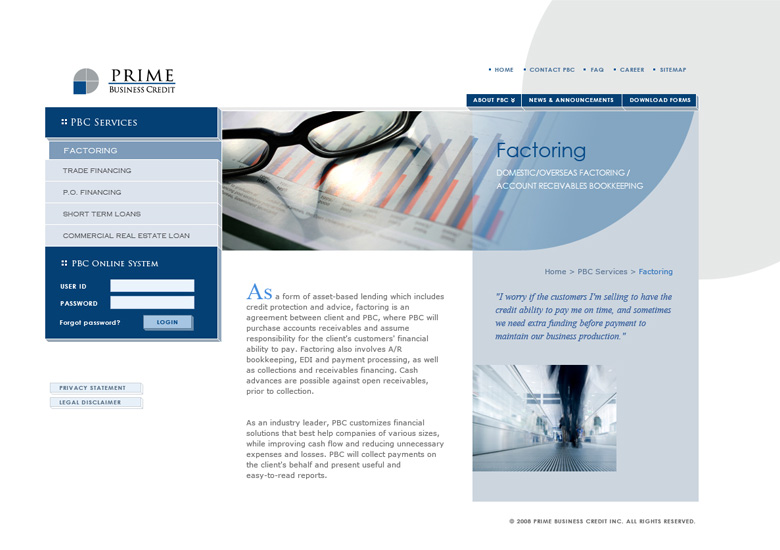 PRIME
BUSINESS CREDIT
HOME
CONTACT PBC
FAQ
CAREER
SITEMAP
ABOUT PBC
NEWS & ANNOUNCEMENTS
DOWNLOAD FORMS
PBC SERVICES
FACTORING
TRADE FINANCING
P.O. FINANCING
SHORT TERM LOANS
COMMERCIAL REAL ESTATE LOAN
PBC ONLINE SYSTEM
USER ID
PASSWORD
Forgot password?
LOGIN
PRIVACY STATEMENT
LEGAL DISCLAIMER
Factoring
DOMESTIC/OVERSEAS FACTORING /
ACCOUNT RECEIVABLES BOOKKEEPING
Home > PBC Services > Factoring
As a form of asset-based lending which includes
credit protection and advice, factoring is an
agreement between client and PBC, where PBC will
purchase accounts receivables and assume
responsibility for the client's customers' financial
ability to pay. Factoring also involves A/R
bookkeeping, EDI and payment processing, as well
as collections and receivables financing. Cash
advances are possible against open receivables,
prior to collection.
As an industry leader, PBC customizes financial
solutions that best help companies of various sizes,
while improving cash flow and reducing unnecessary
expenses and losses. PBC will collect payments on
the client's behalf and present useful and
easy-to-read reports.
"I worry if the customers I'm selling to have the
credit ability to pay me on time, and sometimes
we need extra funding before payment to
maintain our business production."
© 2008 PRIME BUSINESS CREDIT INC. ALL RIGHTS RESERVED.